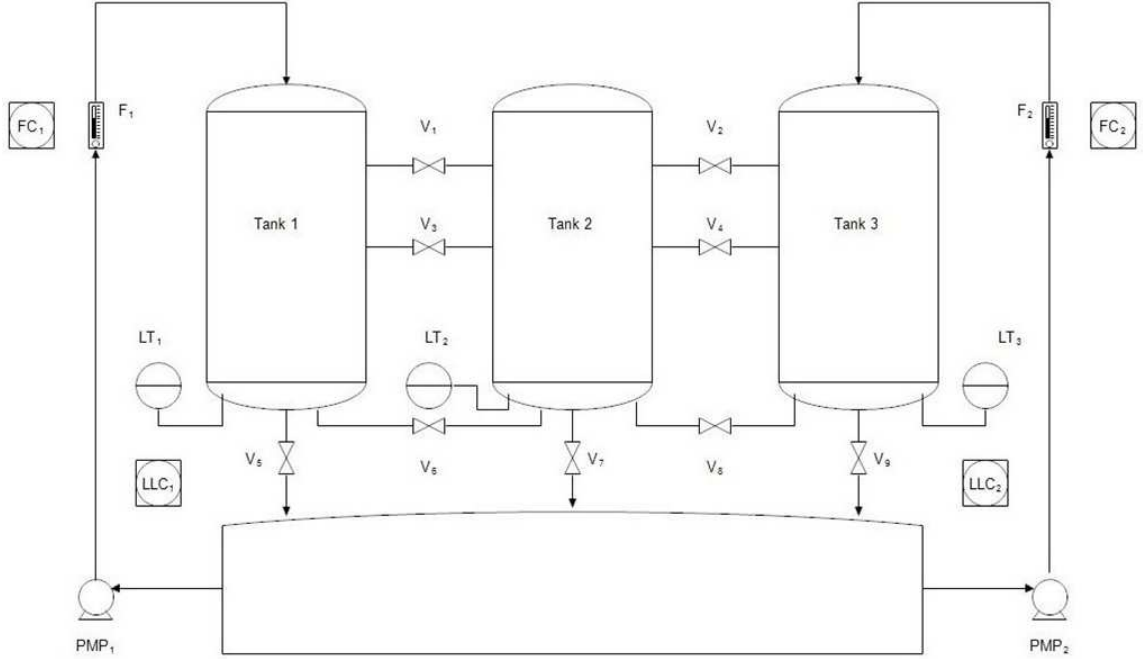 F₁
F₂
FC₁
FC₂
V₁
V₂
Tank 1
V₃
Tank 2
V₄
Tank 3
LT₁
LT₂
LT₃
V₅
V₆
V₇
V₈
V₉
LLC₁
LLC₂
PMP₁
PMP₂